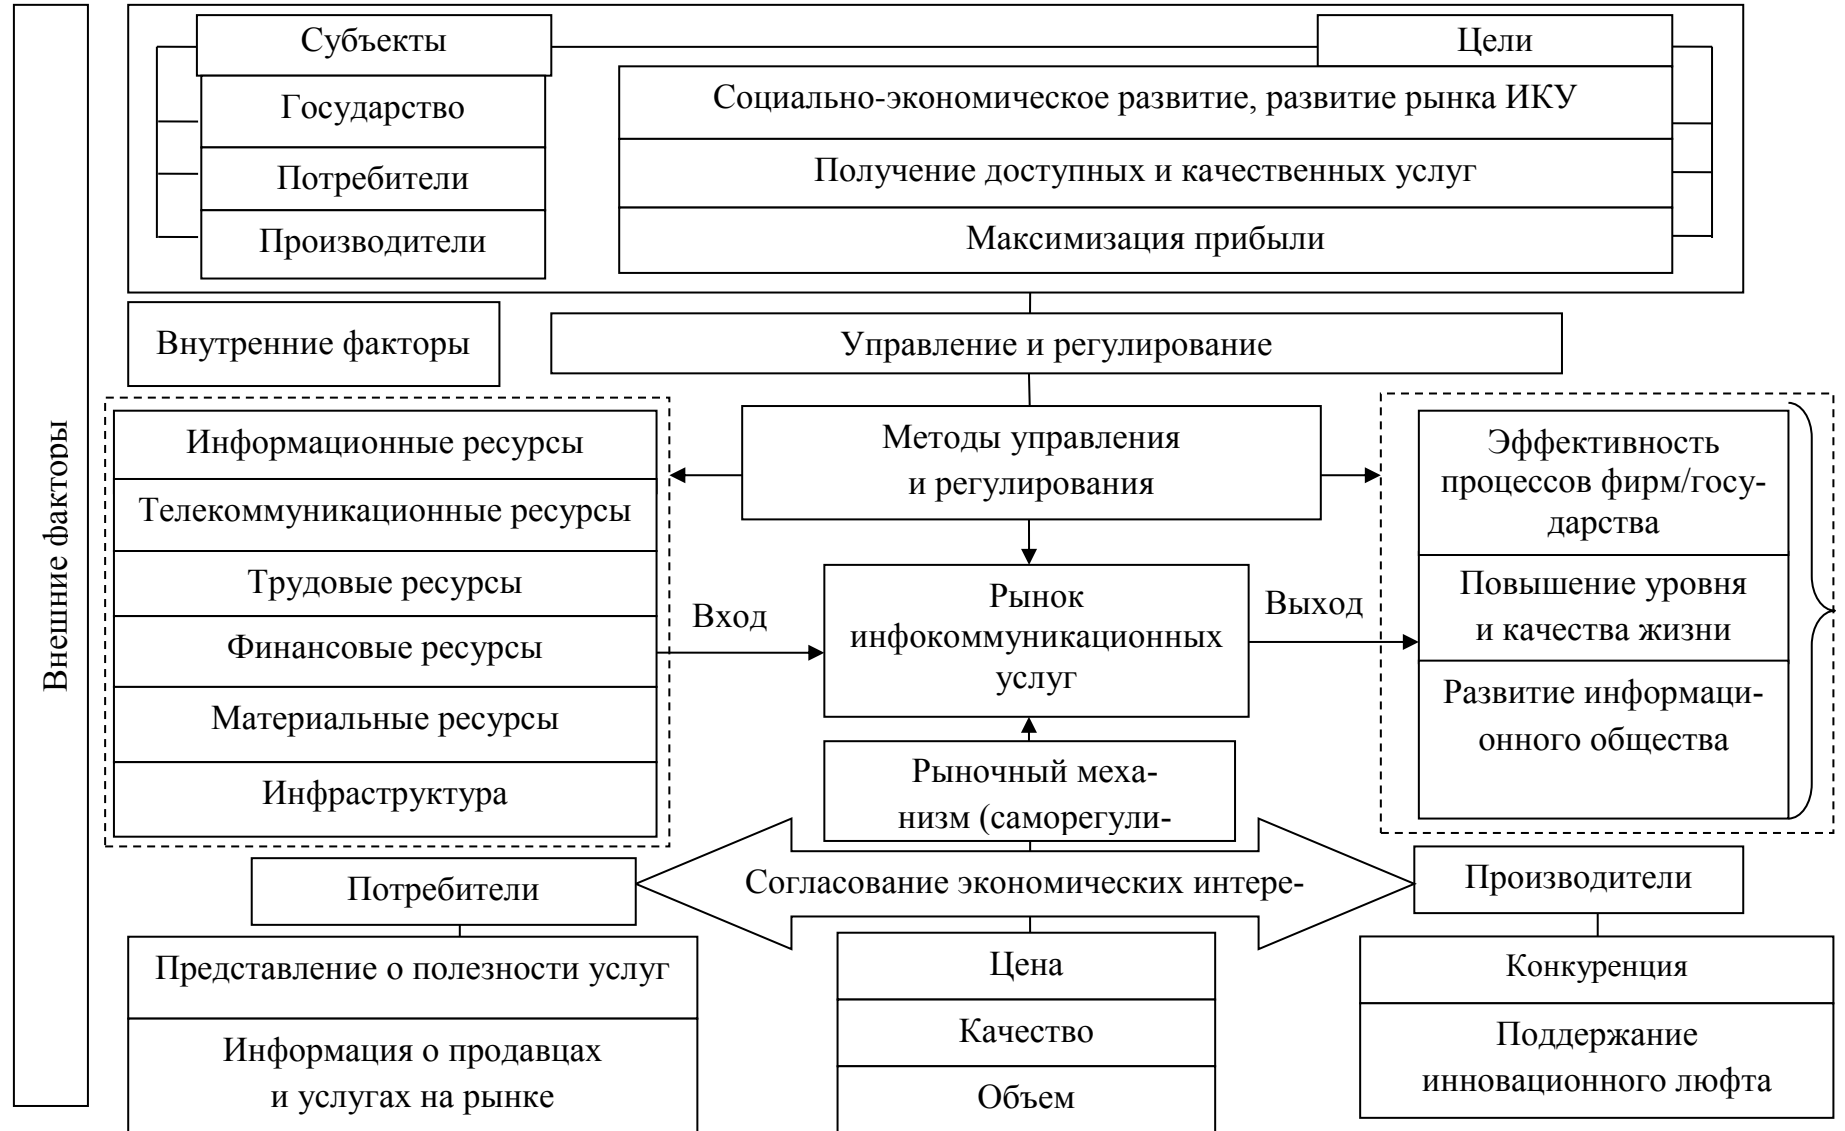 Внешние факторы
Субъекты
Цели
Государство
Социально-экономическое развитие, развитие рынка ИКУ
Потребители
Получение доступных и качественных услуг
Производители
Максимизация прибыли
Внутренние факторы
Управление и регулирование
Информационные ресурсы
Телекоммуникационные ресурсы
Трудовые ресурсы
Финансовые ресурсы
Материальные ресурсы
Инфраструктура
Методы управления
и регулирования
Вход
Рынок
инфокоммуникационных
услуг
Выход
Эффективность
процессов фирм/госу-
дарства
Повышение уровня
и качества жизни
Развитие информаци-
онного общества
Рыночный меха-
низм (саморегули-
Потребители
Согласование экономических интере-
Производители
Представление о полезности услуг
Информация о продавцах
и услугах на рынке
Цена
Качество
Объем
Конкуренция
Поддержание
инновационного люфта